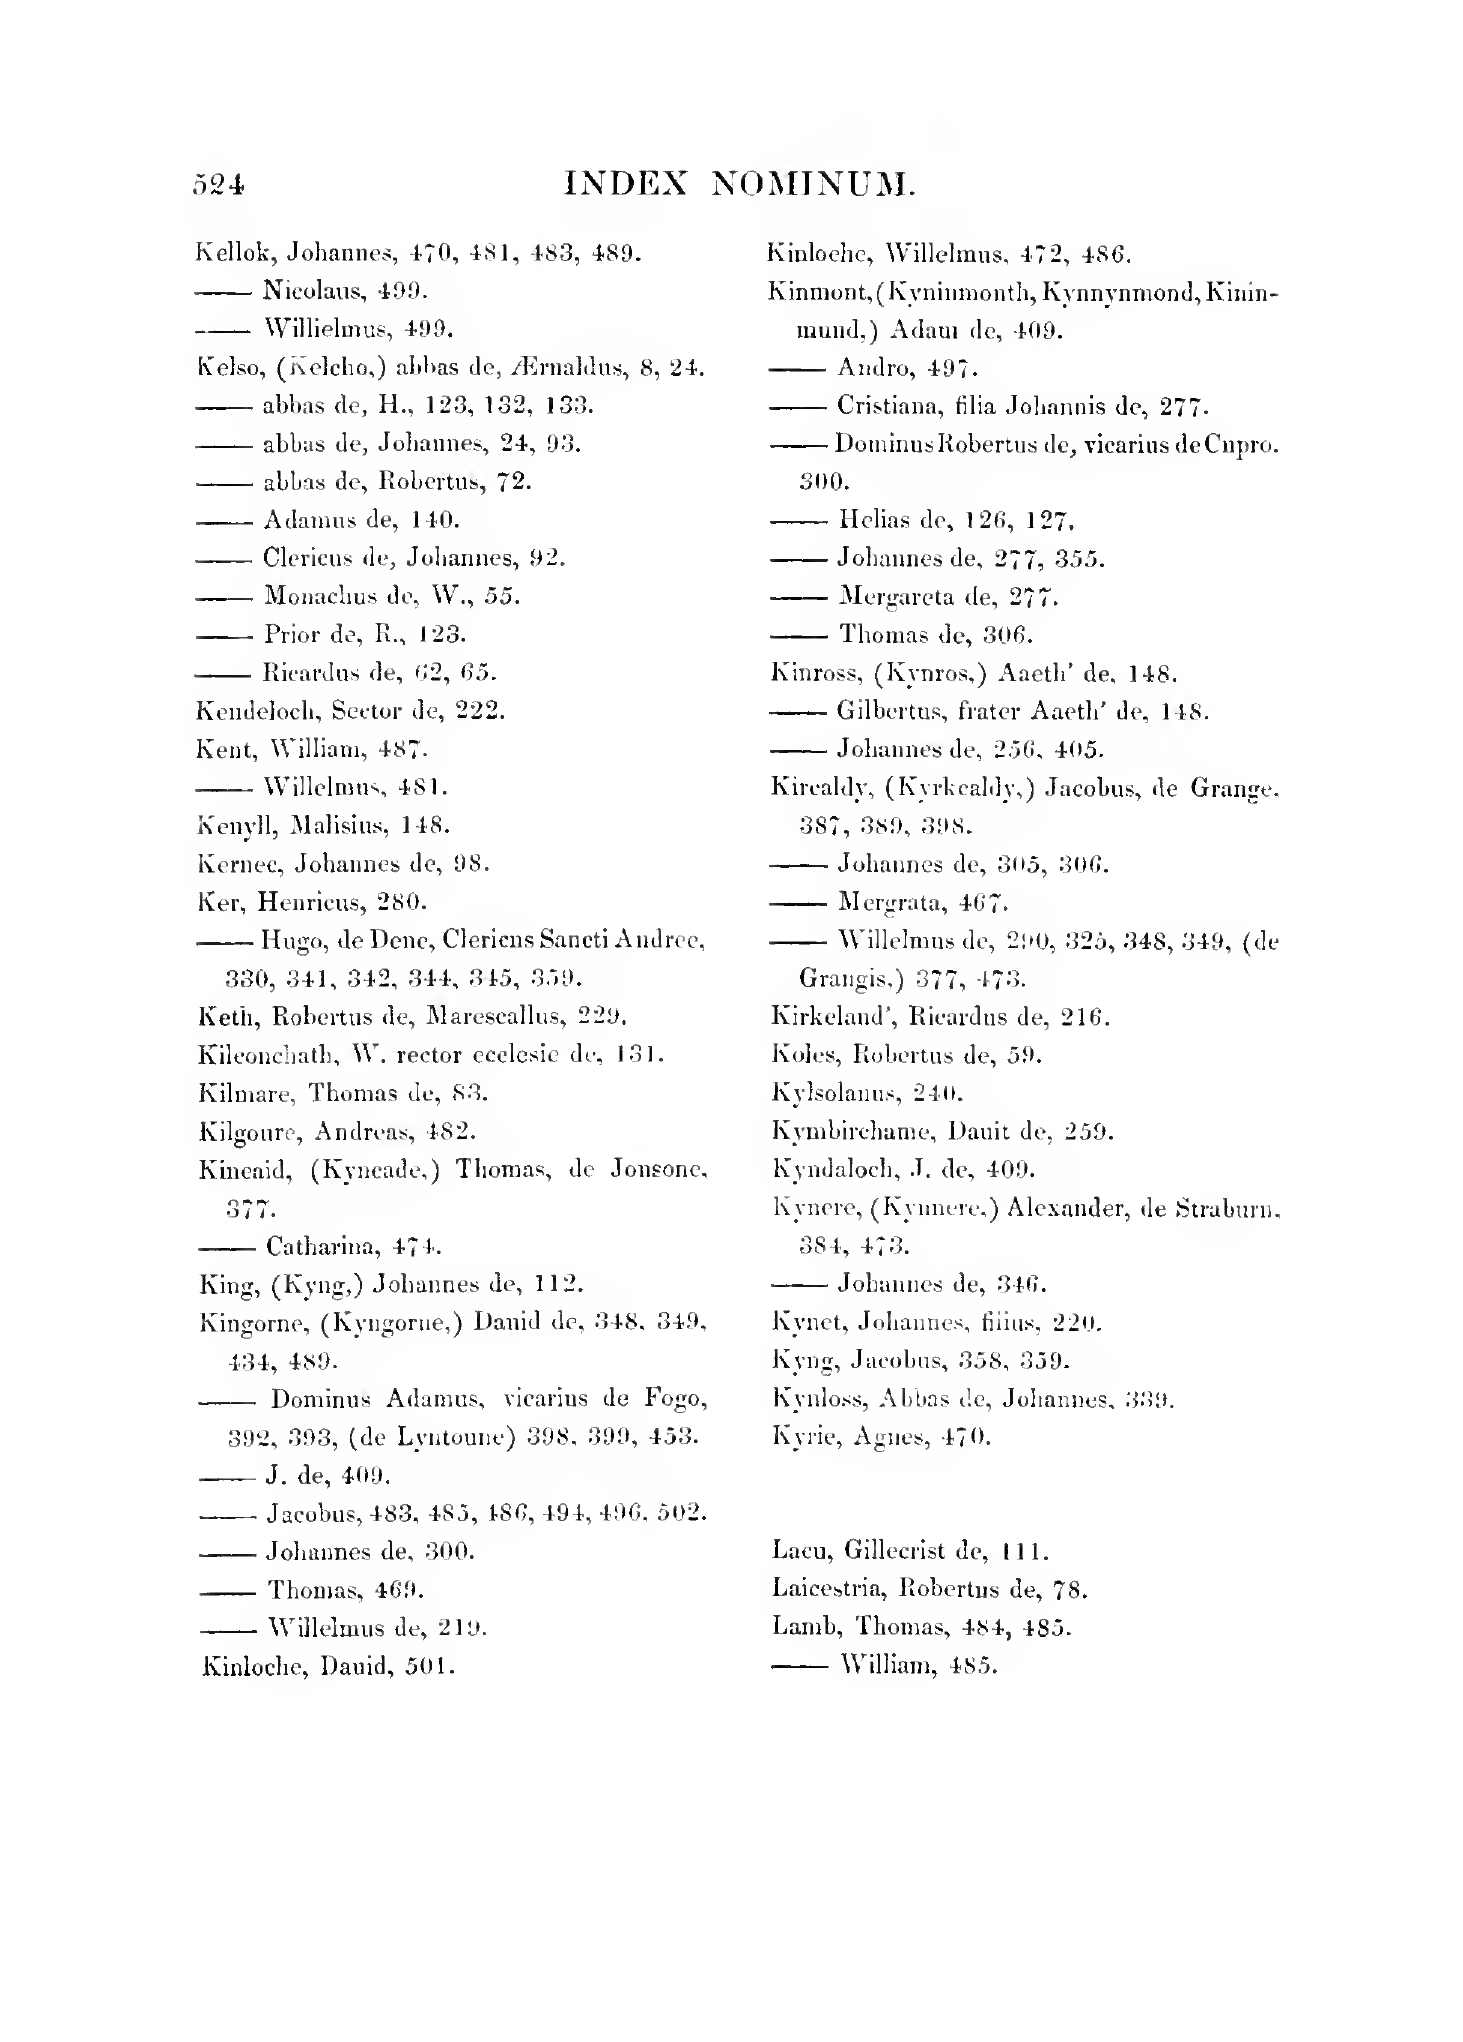 524
INDEX NOMINUM.
Kellok, Johannes, 470, 481, 483, 489.
—— Nicolaus, 499.
—— Willielmus, 499.
Kelso, (Kelcho,) abbas de, Ærnaldus, 8, 24.
—— abbas de, H., 123, 132, 133.
—— abbas de, Johannes, 24, 93.
—— abbas de, Robertus, 72.
—— Adamus de, 140.
—— Clericus de, Johannes, 92.
—— Monachus de, W., 55.
—— Prior de, R., 123.
—— Ricardus de, 62, 65.
Kendeloch, Sector de, 222.
Kent, William, 487.
—— Willelmus, 481.
Kenyll, Malisius, 148.
Kernec, Johannes de, 98.
Ker, Henricus, 280.
—— Hugo, de Dene, Clericus Sancti Andree,
330, 341, 342, 344, 345, 359.
Keth, Robertus de, Marescallus, 229.
Kilconchath, W. rector ecclesie de, 131.
Kilmare, Thomas de, 83.
Kilgoure, Andreas, 482.
Kincaid, (Kyncade,) Thomas, de Jonsone,
377.
—— Catharina, 474.
King, (Kyng,) Johannes de, 112.
Kingorne, (Kyngorne,) Dauid de, 348, 349,
434, 489.
—— Dominus Adamus, vicarius de Fogo,
392, 393, (de Lyntoune) 398, 399, 453.
—— J. de, 409.
—— Jacobus, 483, 485, 486, 494, 496, 502.
—— Johannes de, 300.
—— Thomas, 469.
—— Willelmus de, 219.
Kinloche, Dauid, 501.
Kinloche, Willelmus, 472, 486.
Kinmont, (Kyninmonth, Kynnynmond, Kinin-
mund,) Adam de, 409.
—— Andro, 497.
—— Cristiana, filia Johannis de, 277.
—— Dominus Robertus de, vicarius de Cupro,
300.
—— Helias de, 126, 127.
—— Johannes de, 277, 355.
—— Mergareta de, 277.
—— Thomas de, 306.
Kinross, (Kynros,) Aaeth' de, 148.
—— Gilbertus, frater Aaeth' de, 148.
—— Johannes de, 256, 405.
Kircaldy, (Kyrkcaldy,) Jacobus, de Grange,
387, 389, 398.
—— Johannes de, 305, 306.
—— Mergrata, 467.
—— Willelmus de, 290, 325, 348, 349, (de
Grangis,) 377, 473.
Kirkeland', Ricardus de, 216.
Koles, Robertus de, 59.
Kylsolanus, 240.
Kymbirchame, Dauit de, 259.
Kyndaloch, J. de, 409.
Kynere, (Kynnere,) Alexander, de Straburn,
384, 473.
—— Johannes de, 346.
Kynet, Johannes, filius, 220.
Kyng, Jacobus, 358, 359.
Kynloss, Abbas de, Johannes, 339.
Kyrie, Agnes, 470.
Lacu, Gillecrist de, 111.
Laicestria, Robertus de, 78.
Lamb, Thomas, 484, 485.
—— William, 485.